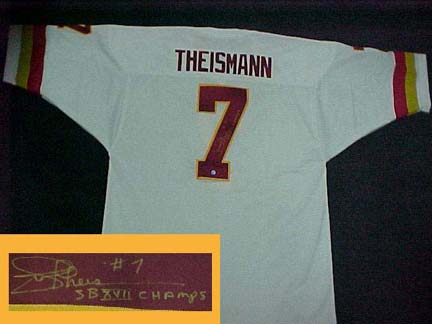 THEISMANN
7
#7
SB XVII CHAMPS